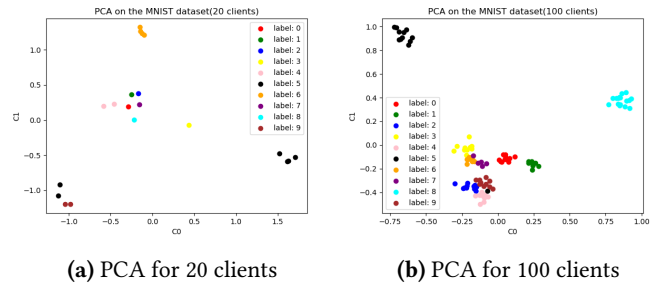 PCA on the MNIST dataset(20 clients)
C1
1.0
0.5
0.0
−0.5
−1.0
label: 0
label: 1
label: 2
label: 3
label: 4
label: 5
label: 6
label: 7
label: 8
label: 9
−1.0
−0.5
0.0
0.5
1.0
1.5
C0
(a) PCA for 20 clients
PCA on the MNIST dataset(100 clients)
C1
1.0
0.8
0.6
0.4
0.2
0.0
−0.2
−0.4
label: 0
label: 1
label: 2
label: 3
label: 4
label: 5
label: 6
label: 7
label: 8
label: 9
−0.75
−0.50
−0.25
0.00
0.25
0.50
0.75
1.00
C0
(b) PCA for 100 clients